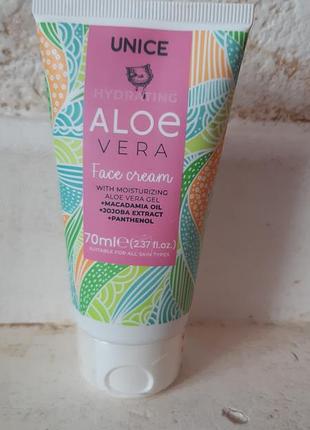 UNICE
HYDRATING
ALOe
VERA
Face cream
WITH MOISTURIZING
ALOE VERA GEL
+MACADAMIA OIL
+JOJOBA EXTRACT
+PANTHENOL
70ml℮(2.37 fl.oz.)
SUITABLE FOR ALL SKIN TYPES